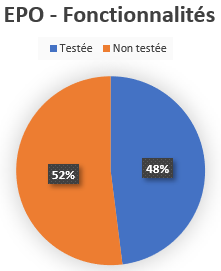 EPO - Fonctionnalités
Testée Non testée
48%
52%